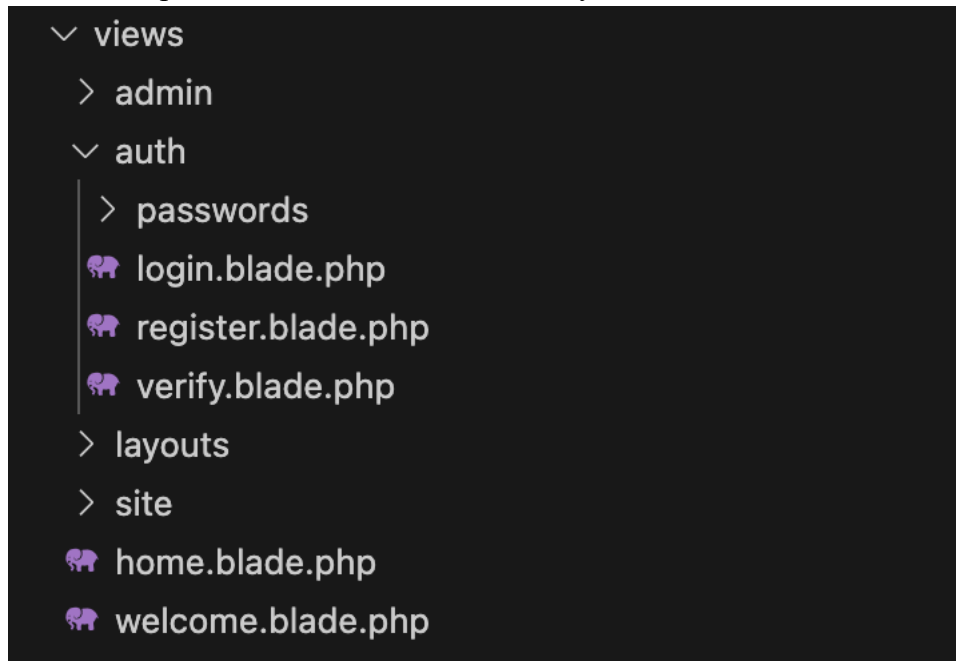 views
admin
auth
passwords
login.blade.php
register.blade.php
verify.blade.php
layouts
site
home.blade.php
welcome.blade.php